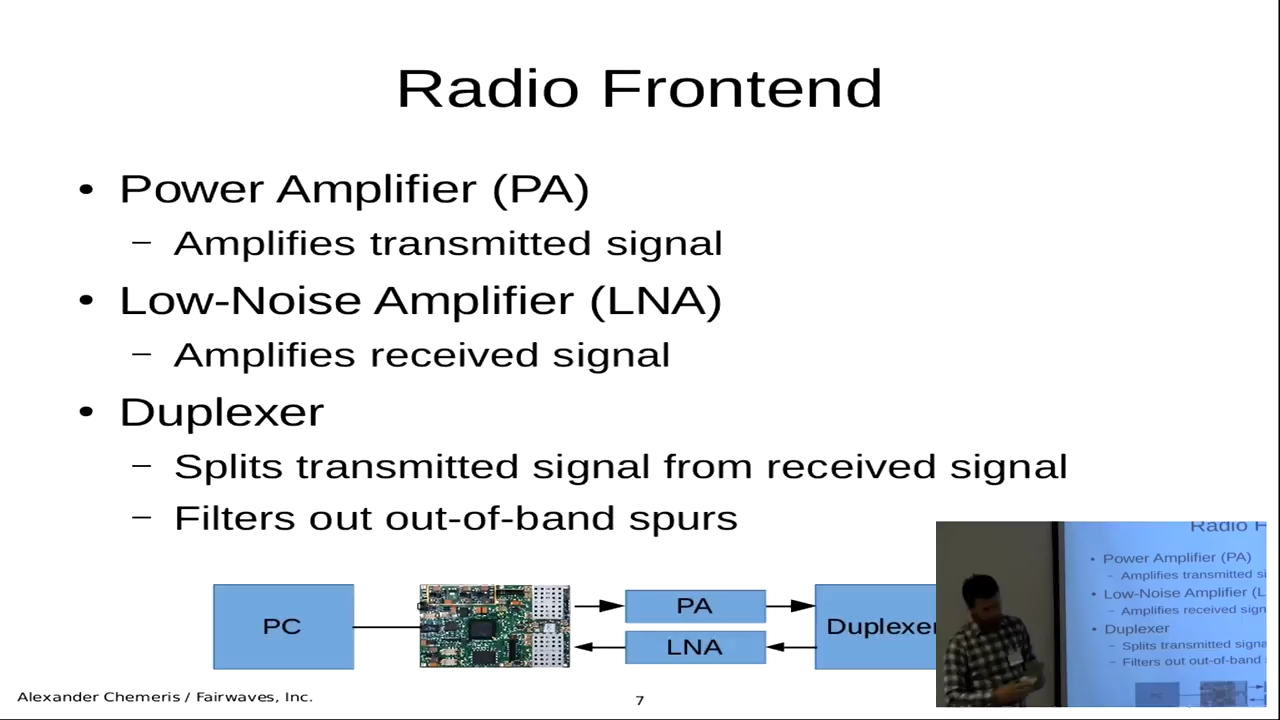 Radio Frontend
• Power Amplifier (PA)
– Amplifies transmitted signal
• Low-Noise Amplifier (LNA)
– Amplifies received signal
• Duplexer
– Splits transmitted signal from received signal
– Filters out out-of-band spurs
PC
PA
LNA
Duplexer
Alexander Chemeris / Fairwaves, Inc.
7
Radio F
• Power Amplifier (PA)
– Amplifies transmitted si
• Low-Noise Amplifier (L
– Amplified received sign
• Duplexer
– Splits transmitted signa
– Filters out out-of-band